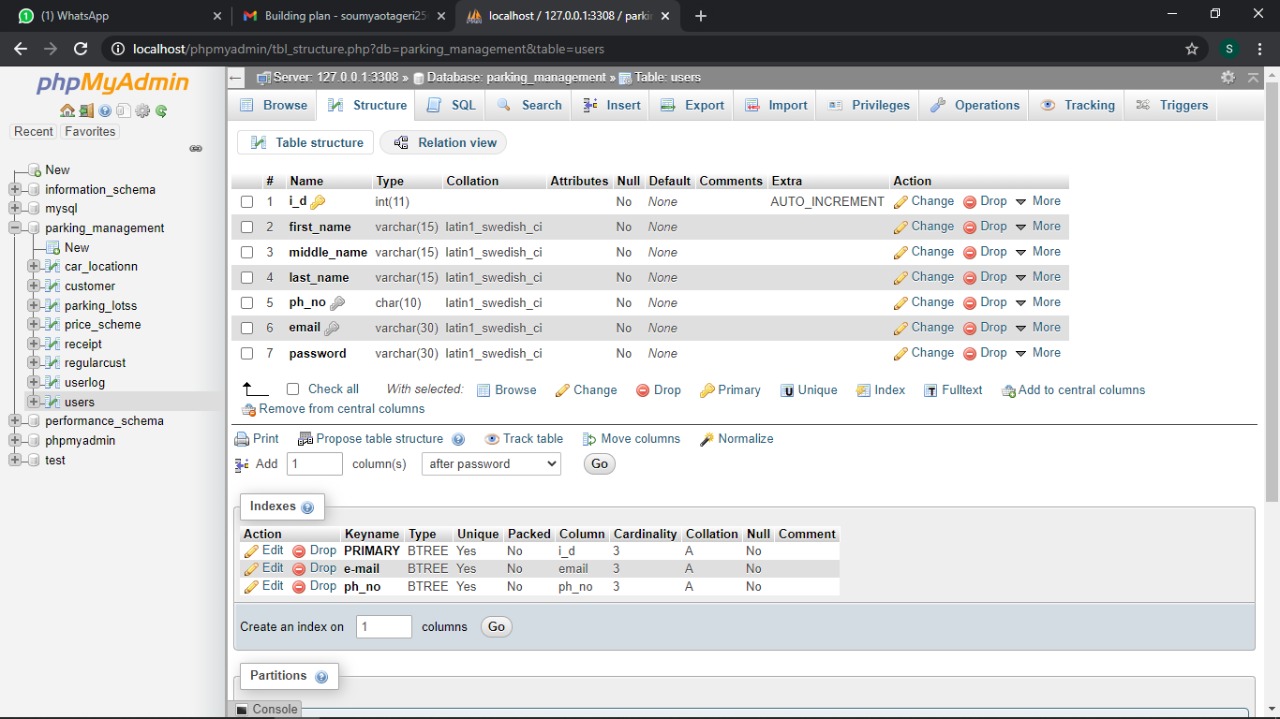 (1) WhatsApp
Building plan - soumyaotageri25
localhost / 127.0.0.1:3308 / parki
localhost/phpmyadmin/tbl_structure.php?db=parking_management&table=users
S
phpMyAdmin
Recent Favorites
New
information_schema
mysql
parking_management
New
car_locationn
customer
parking_lotss
price_scheme
receipt
regularcust
userlog
users
performance_schema
phpmyadmin
test
Server: 127.0.0.1:3308 » Database: parking_management » Table: users
Browse Structure SQL Search Insert Export Import Privileges Operations Tracking Triggers
Table structure Relation view
# Name Type Collation Attributes Null Default Comments Extra Action
1 i_d int(11) No None AUTO_INCREMENT Change Drop More
2 first_name varchar(15) latin1_swedish_ci No None Change Drop More
3 middle_name varchar(15) latin1_swedish_ci No None Change Drop More
4 last_name varchar(15) latin1_swedish_ci No None Change Drop More
5 ph_no char(10) latin1_swedish_ci No None Change Drop More
6 email varchar(30) latin1_swedish_ci No None Change Drop More
7 password varchar(30) latin1_swedish_ci No None Change Drop More
Check all With selected: Browse Change Drop Primary Unique Index Fulltext Add to central columns
Remove from central columns
Print Propose table structure Track table Move columns Normalize
Add 1 column(s) after password Go
Indexes
Action Keyname Type Unique Packed Column Cardinality Collation Null Comment
Edit Drop PRIMARY BTREE Yes No i_d 3 A No
Edit Drop e-mail BTREE Yes No email 3 A No
Edit Drop ph_no BTREE Yes No ph_no 3 A No
Create an index on 1 columns Go
Partitions
Console